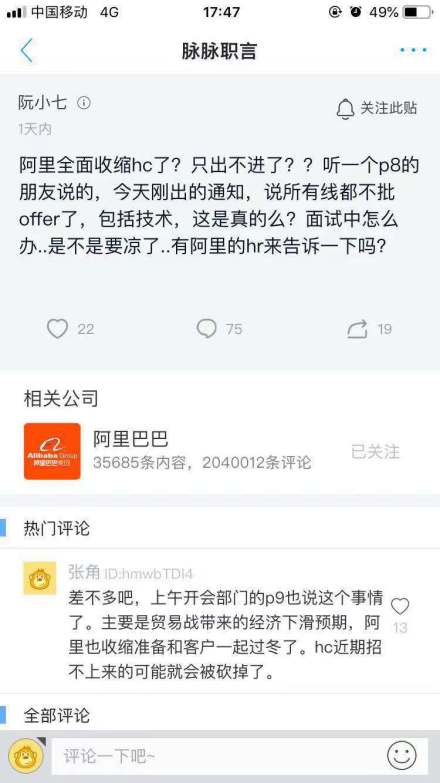 中国移动 4G 17:47 49%
脉脉职言
阮小七
关注此贴
1天内
阿里全面收缩hc了？只出不进了？？听一个p8的
朋友说的，今天刚出的通知，说所有线都不批
offer了，包括技术，这是真的么？面试中怎么
办..是不是要凉了..有阿里的hr来告诉一下吗?
22 75 19
相关公司
Alibaba Group
阿里巴巴集团
阿里巴巴
35685条内容，2040012条评论
已关注
热门评论
张角 ID:hmwbTDI4
差不多吧，上午开会部门的p9也说这个事情
了。主要是贸易战带来的经济下滑预期，阿
里也收缩准备和客户一起过冬了。hc近期招
不上来的可能就会被砍掉了。
13
全部评论
评论一下吧~